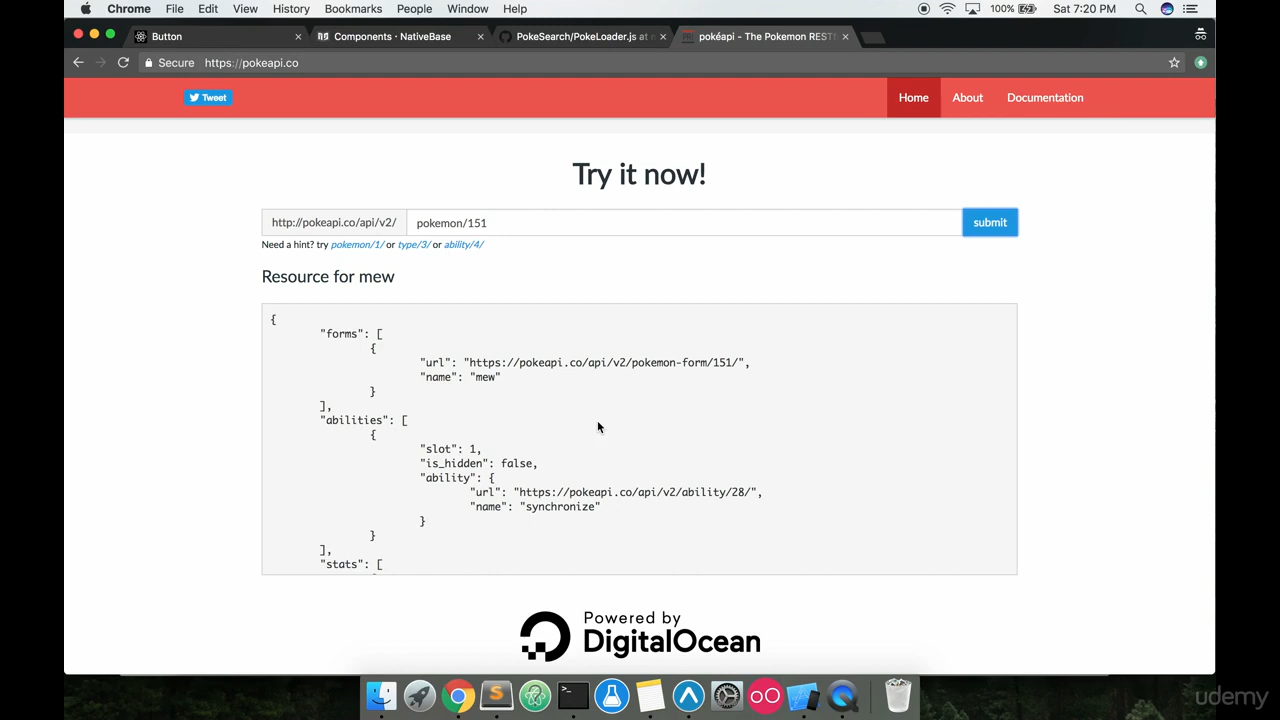 Chrome File Edit View History Bookmarks People Window Help 100% Sat 7:20 PM
Button × Components · NativeBase × PokeSearch/PokeLoader.js at × pokéapi - The Pokemon REST ×
Secure https://pokeapi.co
Tweet Home About Documentation
Try it now!
http://pokeapi.co/api/v2/ pokemon/151 submit
Need a hint? try pokemon/1/ or type/3/ or ability/4/
Resource for mew
{
"forms": [
{
"url": "https://pokeapi.co/api/v2/pokemon-form/151/",
"name": "mew"
}
],
"abilities": [
{
"slot": 1,
"is_hidden": false,
"ability": {
"url": "https://pokeapi.co/api/v2/ability/28/",
"name": "synchronize"
}
}
],
"stats": [
Powered by
DigitalOcean
udemy